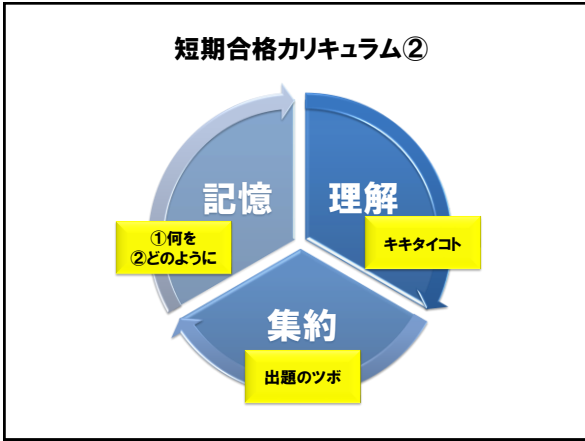 短期合格カリキュラム②
記憶
理解
①何を
②どのように
キキタイコト
集約
出題のツボ